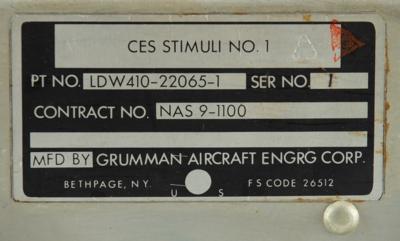 CES STIMULI NO. 1
PT NO. LDW410-22065-1 SER NO. 1
CONTRACT NO. NAS 9-1100
MFD BY GRUMMAN AIRCRAFT ENGRG CORP.
BETHPAGE, N.Y. U S FS CODE 26512